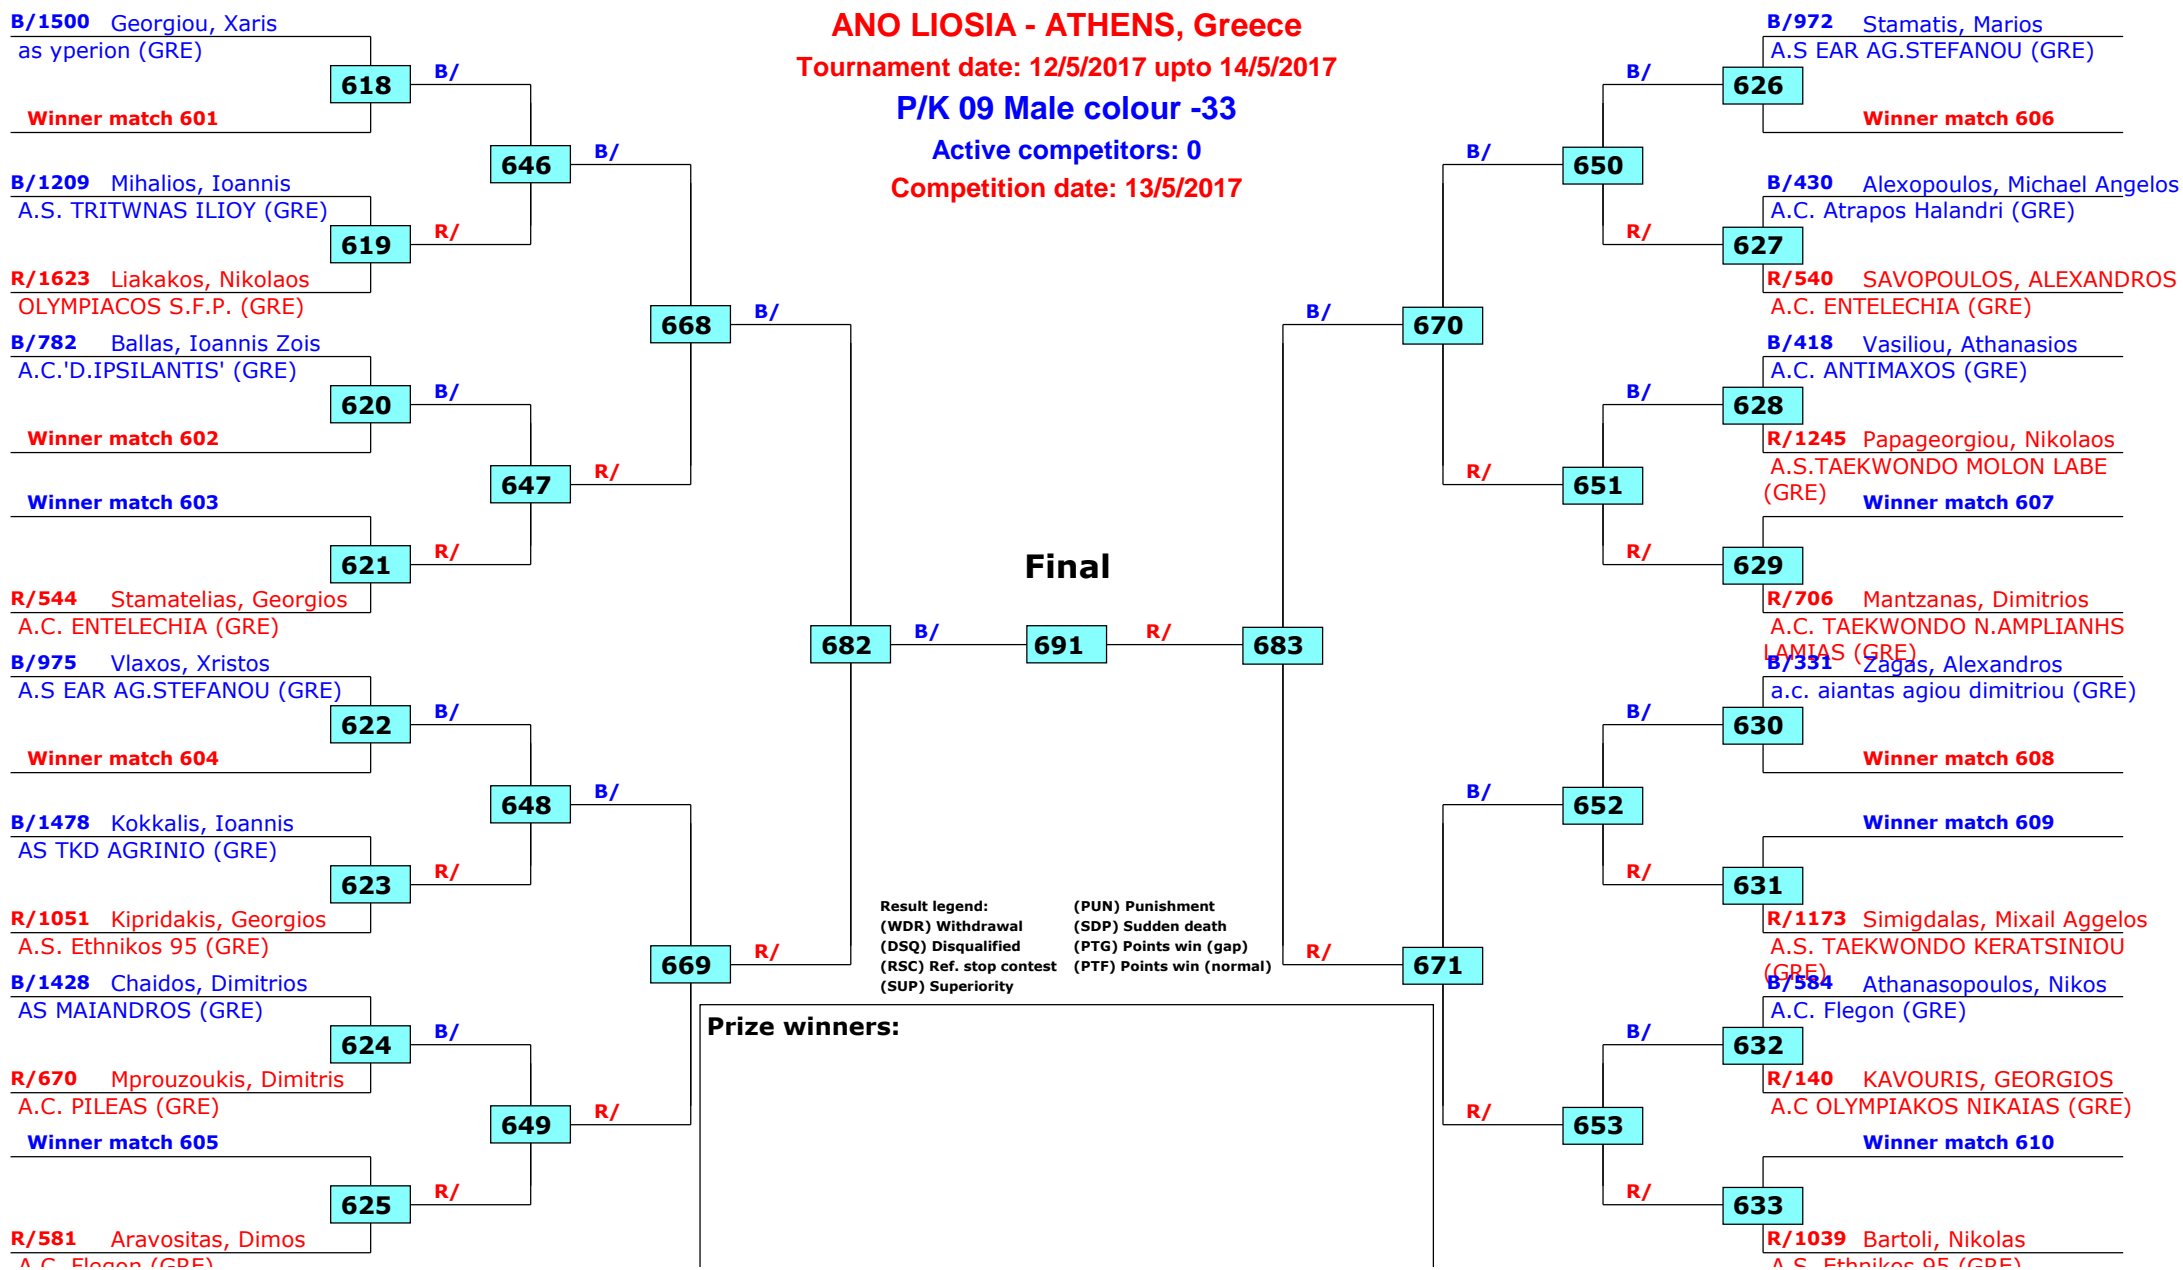 ANO LIOSIA - ATHENS, Greece
Tournament date: 12/5/2017 upto 14/5/2017
P/K 09 Male colour -33
Active competitors: 0
Competition date: 13/5/2017
B/1500 Georgiou, Xaris
as yperion (GRE)
618
Winner match 601
B/1209 Mihalios, Ioannis
A.S. TRITWNAS ILIOY (GRE)
619
R/1623 Liakakos, Nikolaos
OLYMPIACOS S.F.P. (GRE)
B/782 Ballas, Ioannis Zois
A.C.'D.IPSILANTIS' (GRE)
620
Winner match 602
Winner match 603
621
R/544 Stamatelias, Georgios
A.C. ENTELECHIA (GRE)
B/975 Vlaxos, Xristos
A.S EAR AG.STEFANOU (GRE)
622
Winner match 604
B/1478 Kokkalis, Ioannis
AS TKD AGRINIO (GRE)
623
R/1051 Kipridakis, Georgios
A.S. Ethnikos 95 (GRE)
B/1428 Chaidos, Dimitrios
AS MAIANDROS (GRE)
624
R/670 Mprouzoukis, Dimitris
A.C. PILEAS (GRE)
Winner match 605
625
R/581 Aravositas, Dimos
A.C. Flegon (GRE)
B/
646
R/
B/
647
R/
B/
648
R/
B/
649
R/
B/
668
R/
B/
669
R/
B/
682
R/
Final
B/
691
R/
B/
683
R/
B/
670
R/
B/
671
R/
B/
650
R/
B/
651
R/
B/
652
R/
B/
653
R/
B/972 Stamatis, Marios
A.S EAR AG.STEFANOU (GRE)
626
Winner match 606
B/430 Alexopoulos, Michael Angelos
A.C. Atrapos Halandri (GRE)
627
R/540 SAVOPOULOS, ALEXANDROS
A.C. ENTELECHIA (GRE)
B/418 Vasiliou, Athanasios
A.C. ANTIMAXOS (GRE)
628
R/1245 Papageorgiou, Nikolaos
A.S.TAEKWONDO MOLON LABE
(GRE)
Winner match 607
629
R/706 Mantzanas, Dimitrios
A.C. TAEKWONDO N.AMPLIANHS
LAMIAS (GRE)
B/331 Zagas, Alexandros
a.c. aiantas agiou dimitriou (GRE)
630
Winner match 608
Winner match 609
631
R/1173 Simigdalas, Mixail Aggelos
A.S. TAEKWONDO KERATSINIOU
(GRE)
B/584 Athanasopoulos, Nikos
A.C. Flegon (GRE)
632
R/140 KAVOURIS, GEORGIOS
A.C OLYMPIAKOS NIKAIAS (GRE)
Winner match 610
633
R/1039 Bartoli, Nikolas
A.S. Ethnikos 95 (GRE)
Result legend: (PUN) Punishment
(WDR) Withdrawal (SDP) Sudden death
(DSQ) Disqualified (PTG) Points win (gap)
(RSC) Ref. stop contest (PTF) Points win (normal)
(SUP) Superiority
Prize winners: